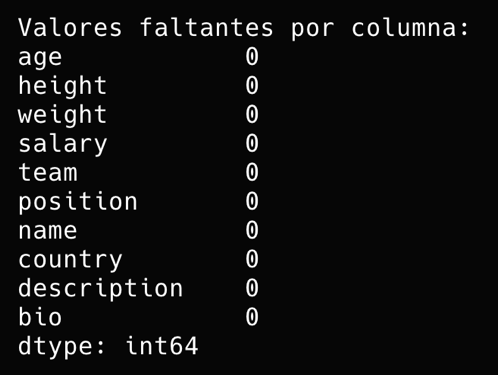 Valores faltantes por columna:
age            0
height         0
weight         0
salary         0
team           0
position       0
name           0
country        0
description    0
bio            0
dtype: int64